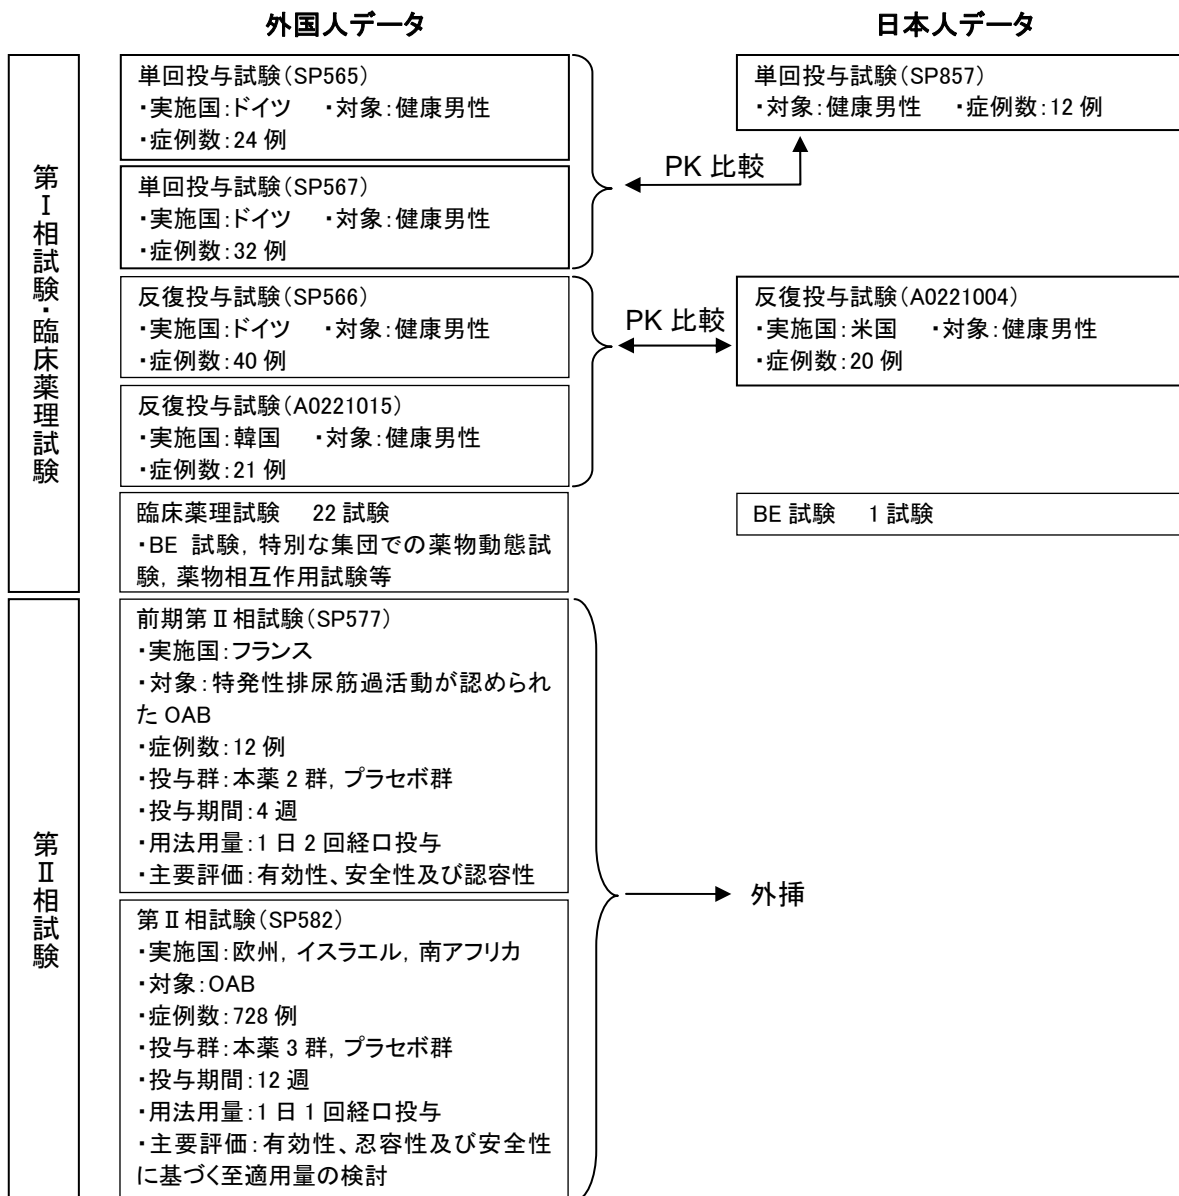 外国人データ
日本人データ
第Ⅰ相試験・臨床薬理試験
単回投与試験(SP565)
・実施国:ドイツ ・対象:健康男性
・症例数:24 例
単回投与試験(SP567)
・実施国:ドイツ ・対象:健康男性
・症例数:32 例
PK 比較
単回投与試験(SP857)
・対象:健康男性 ・症例数:12 例
反復投与試験(SP566)
・実施国:ドイツ ・対象:健康男性
・症例数:40 例
反復投与試験(A0221015)
・実施国:韓国 ・対象:健康男性
・症例数:21 例
PK 比較
反復投与試験(A0221004)
・実施国:米国 ・対象:健康男性
・症例数:20 例
臨床薬理試験 22 試験
・BE 試験, 特別な集団での薬物動態試
験, 薬物相互作用試験等
BE 試験 1 試験
第Ⅱ相試験
前期第Ⅱ相試験(SP577)
・実施国:フランス
・対象:特発性排尿筋過活動が認められ
た OAB
・症例数:12 例
・投与群:本薬 2 群, プラセボ群
・投与期間:4 週
・用法用量:1 日 2 回経口投与
・主要評価:有効性、安全性及び認容性
第Ⅱ相試験(SP582)
・実施国:欧州, イスラエル, 南アフリカ
・対象:OAB
・症例数:728 例
・投与群:本薬 3 群, プラセボ群
・投与期間:12 週
・用法用量:1 日 1 回経口投与
・主要評価:有効性、忍容性及び安全性
に基づく至適用量の検討
外挿